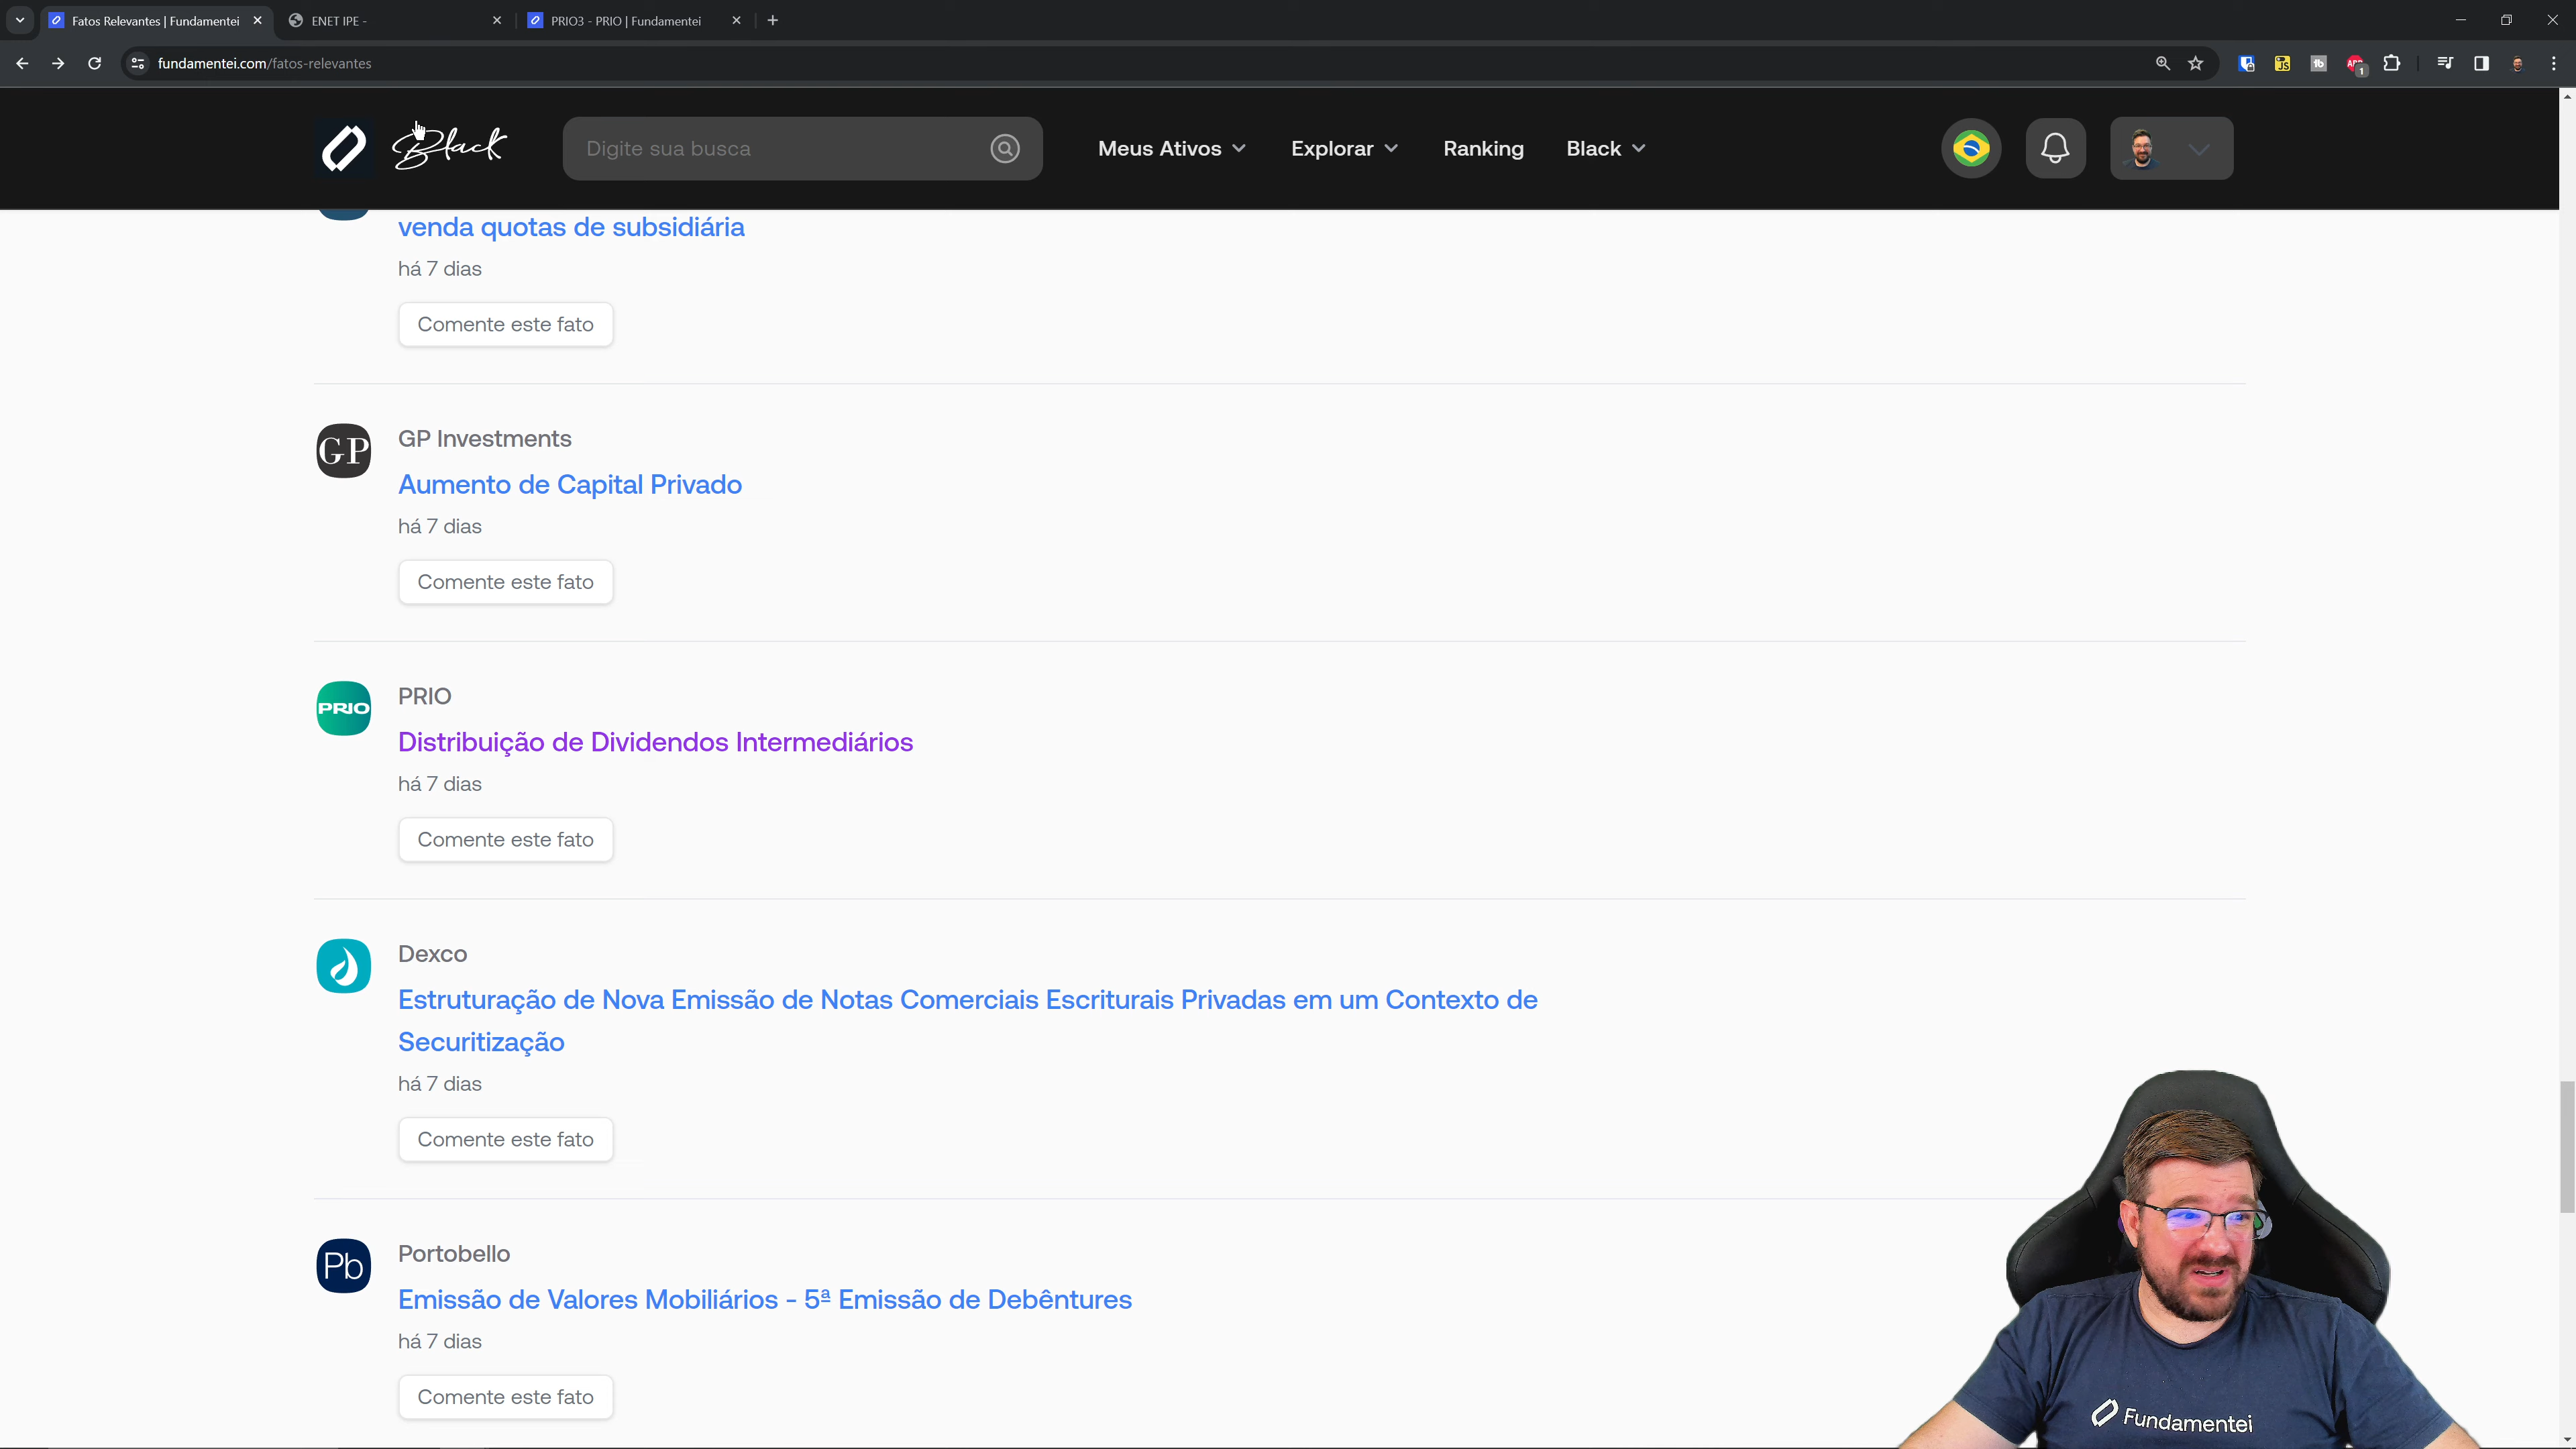 Fatos Relevantes | Fundamentei
ENET IPE -
PRIO3 - PRIO | Fundamentei
fundamentei.com/fatos-relevantes
JS
tb
ABP
1
Black
Digite sua busca
Meus Ativos
Explorar
Ranking
Black
venda quotas de subsidiária
há 7 dias
Comente este fato
GP
GP Investments
Aumento de Capital Privado
há 7 dias
Comente este fato
PRIO
PRIO
Distribuição de Dividendos Intermediários
há 7 dias
Comente este fato
Dexco
Estruturação de Nova Emissão de Notas Comerciais Escriturais Privadas em um Contexto de
Securitização
há 7 dias
Comente este fato
Pb
Portobello
Emissão de Valores Mobiliários - 5ª Emissão de Debêntures
há 7 dias
Comente este fato
Fundamentei